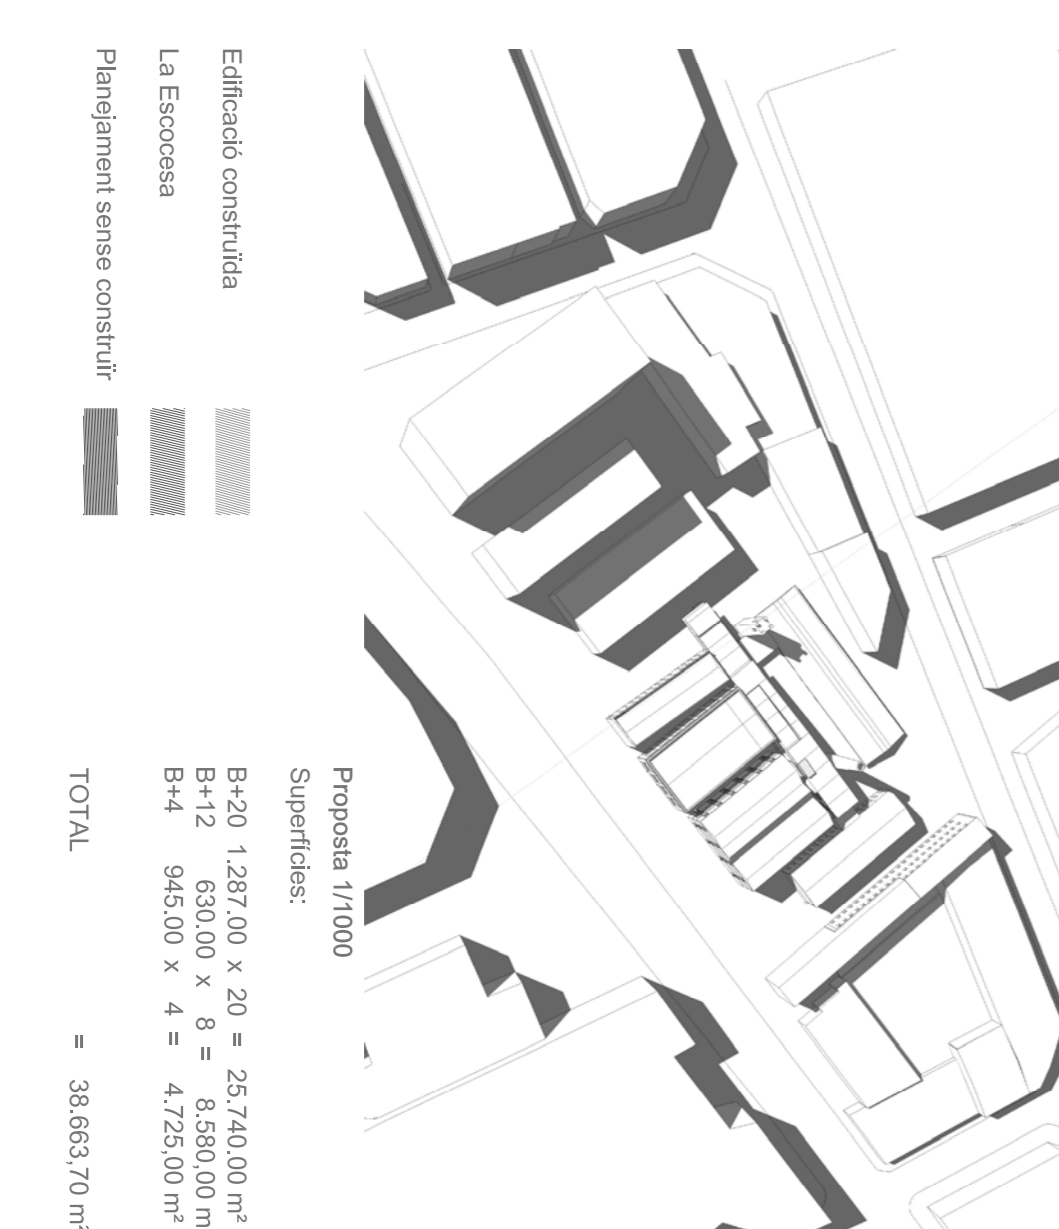 Proposta 1/1000
Superfícies:
B+20 1.287.00 x 20 = 25.740.00 m²
B+12 630.00 x 8 = 8.580,00 m
B+4 945.00 x 4 = 4.725,00 m²
TOTAL = 38.663,70 m²
Edificació construïda
La Escocesa
Planejament sense construïr